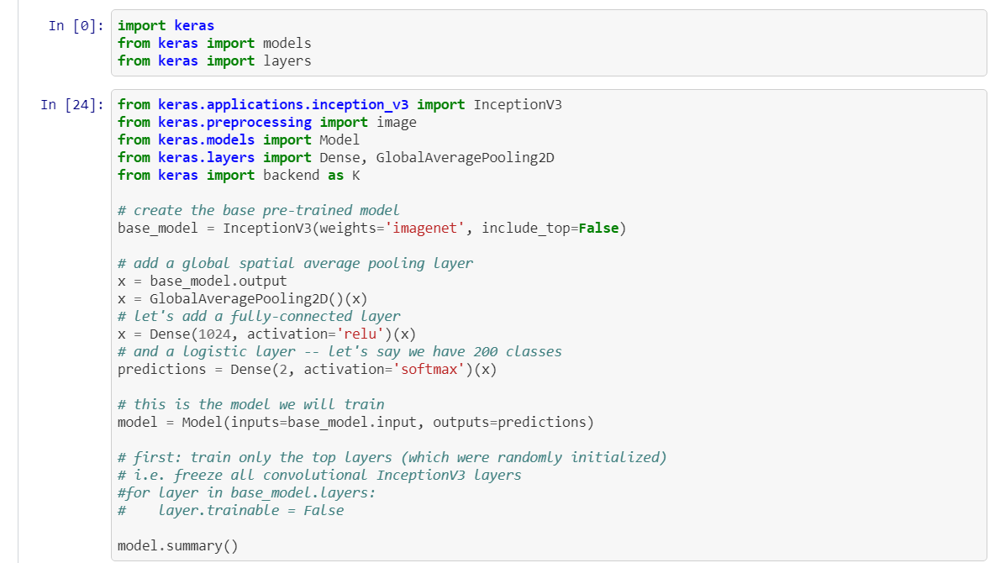 In [0]:
import keras
from keras import models
from keras import layers
In [24]:
from keras.applications.inception_v3 import InceptionV3
from keras.preprocessing import image
from keras.models import Model
from keras.layers import Dense, GlobalAveragePooling2D
from keras import backend as K
# create the base pre-trained model
base_model = InceptionV3(weights='imagenet', include_top=False)
# add a global spatial average pooling layer
x = base_model.output
x = GlobalAveragePooling2D()(x)
# let's add a fully-connected layer
x = Dense(1024, activation='relu')(x)
# and a logistic layer -- let's say we have 200 classes
predictions = Dense(2, activation='softmax')(x)
# this is the model we will train
model = Model(inputs=base_model.input, outputs=predictions)
# first: train only the top layers (which were randomly initialized)
# i.e. freeze all convolutional InceptionV3 layers
#for layer in base_model.layers:
#    layer.trainable = False
model.summary()